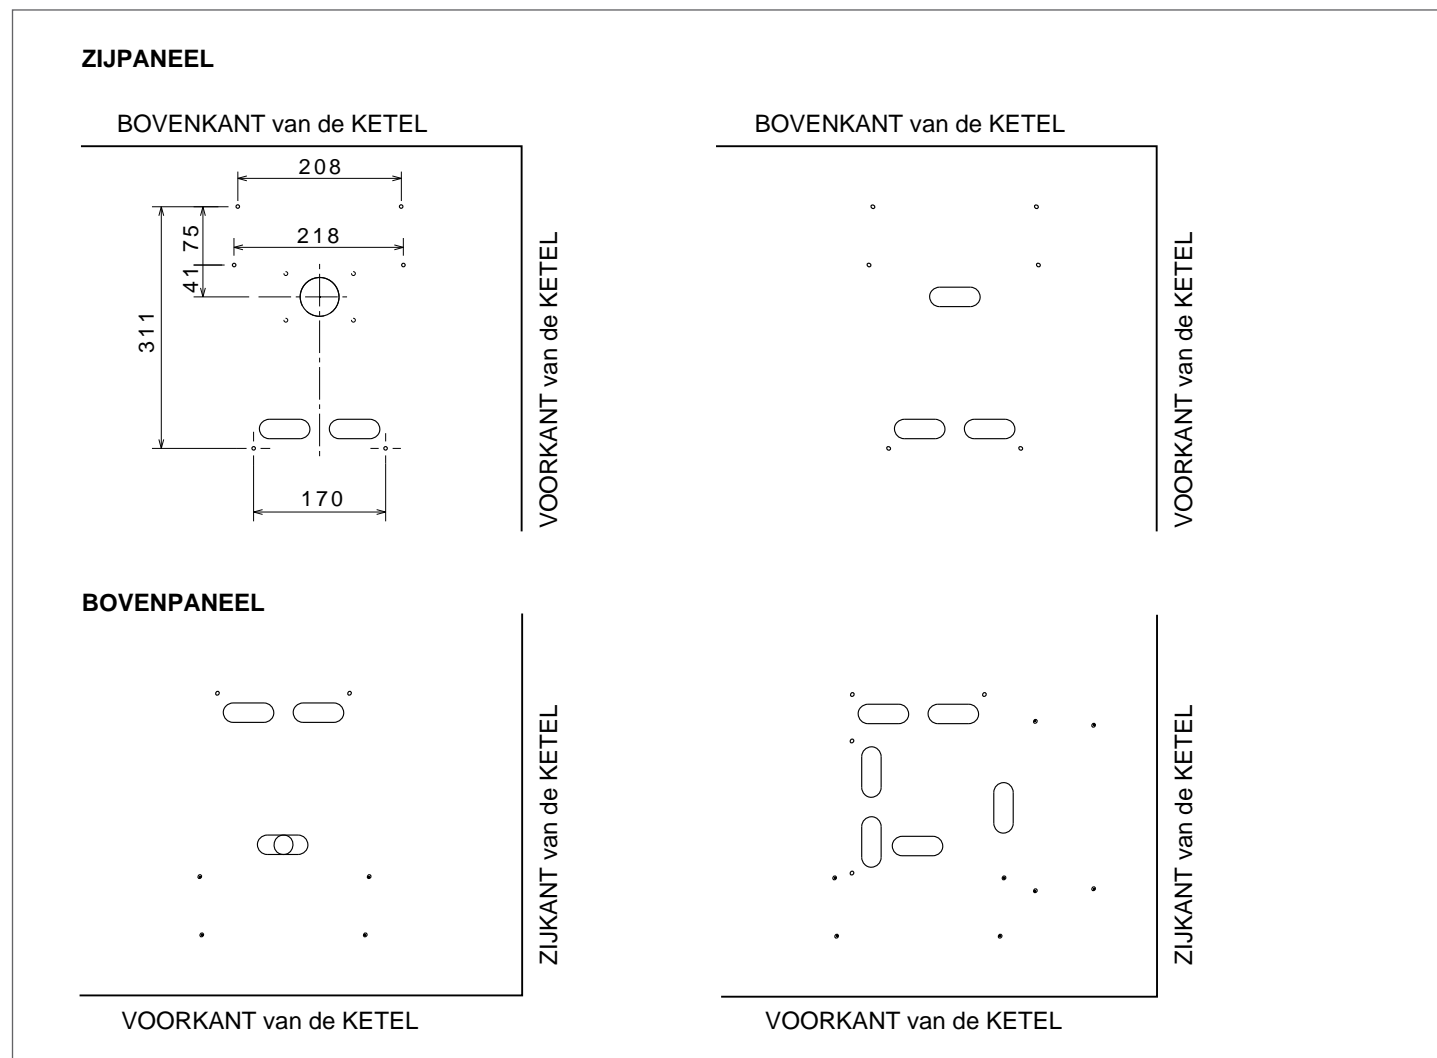 ZIJPANEEL
BOVENKANT van de KETEL
BOVENKANT van de KETEL
208
75
218
41
311
170
VOORKANT van de KETEL
VOORKANT van de KETEL
BOVENPANEEL
ZIJKANT van de KETEL
ZIJKANT van de KETEL
VOORKANT van de KETEL
VOORKANT van de KETEL